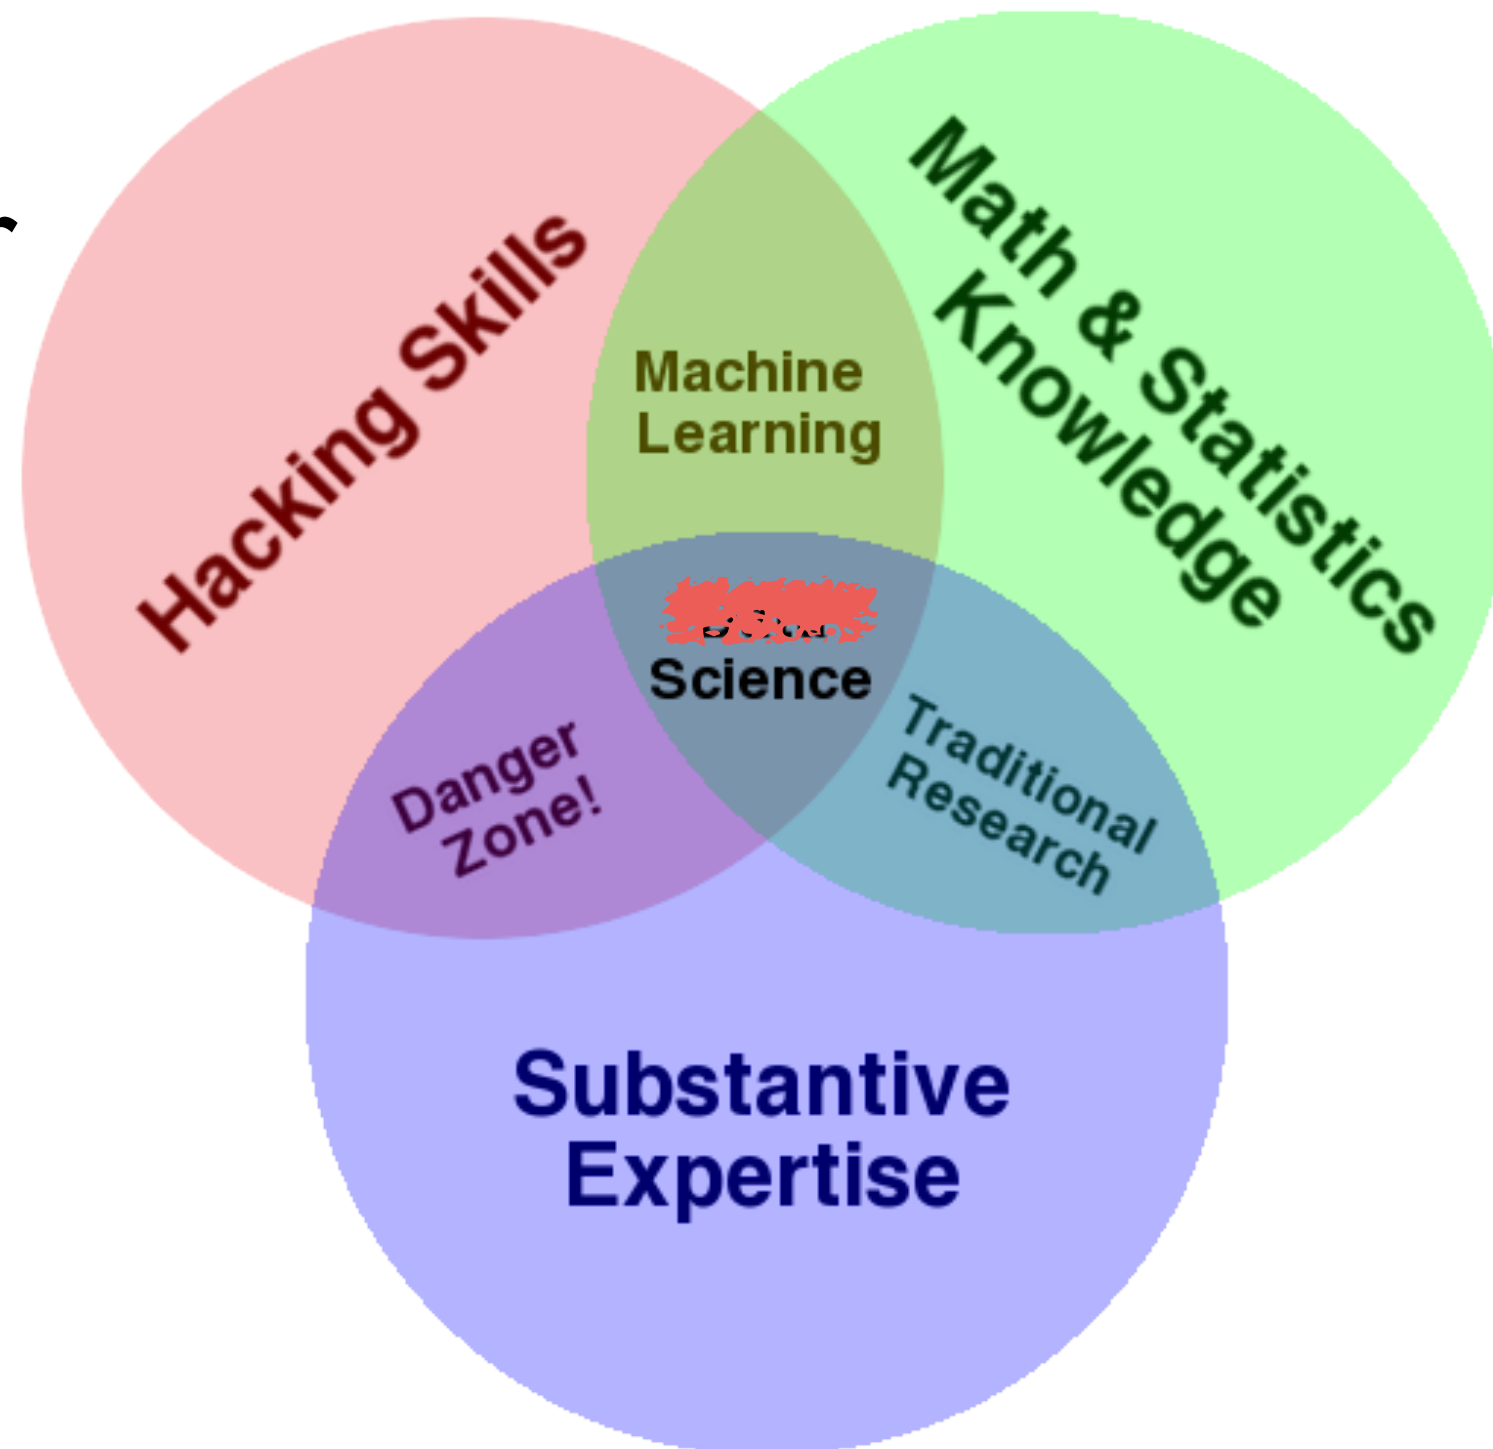 Hacking Skills
Math & Statistics
Knowledge
Machine
Learning
Science
Danger
Zone!
Traditional
Research
Substantive
Expertise